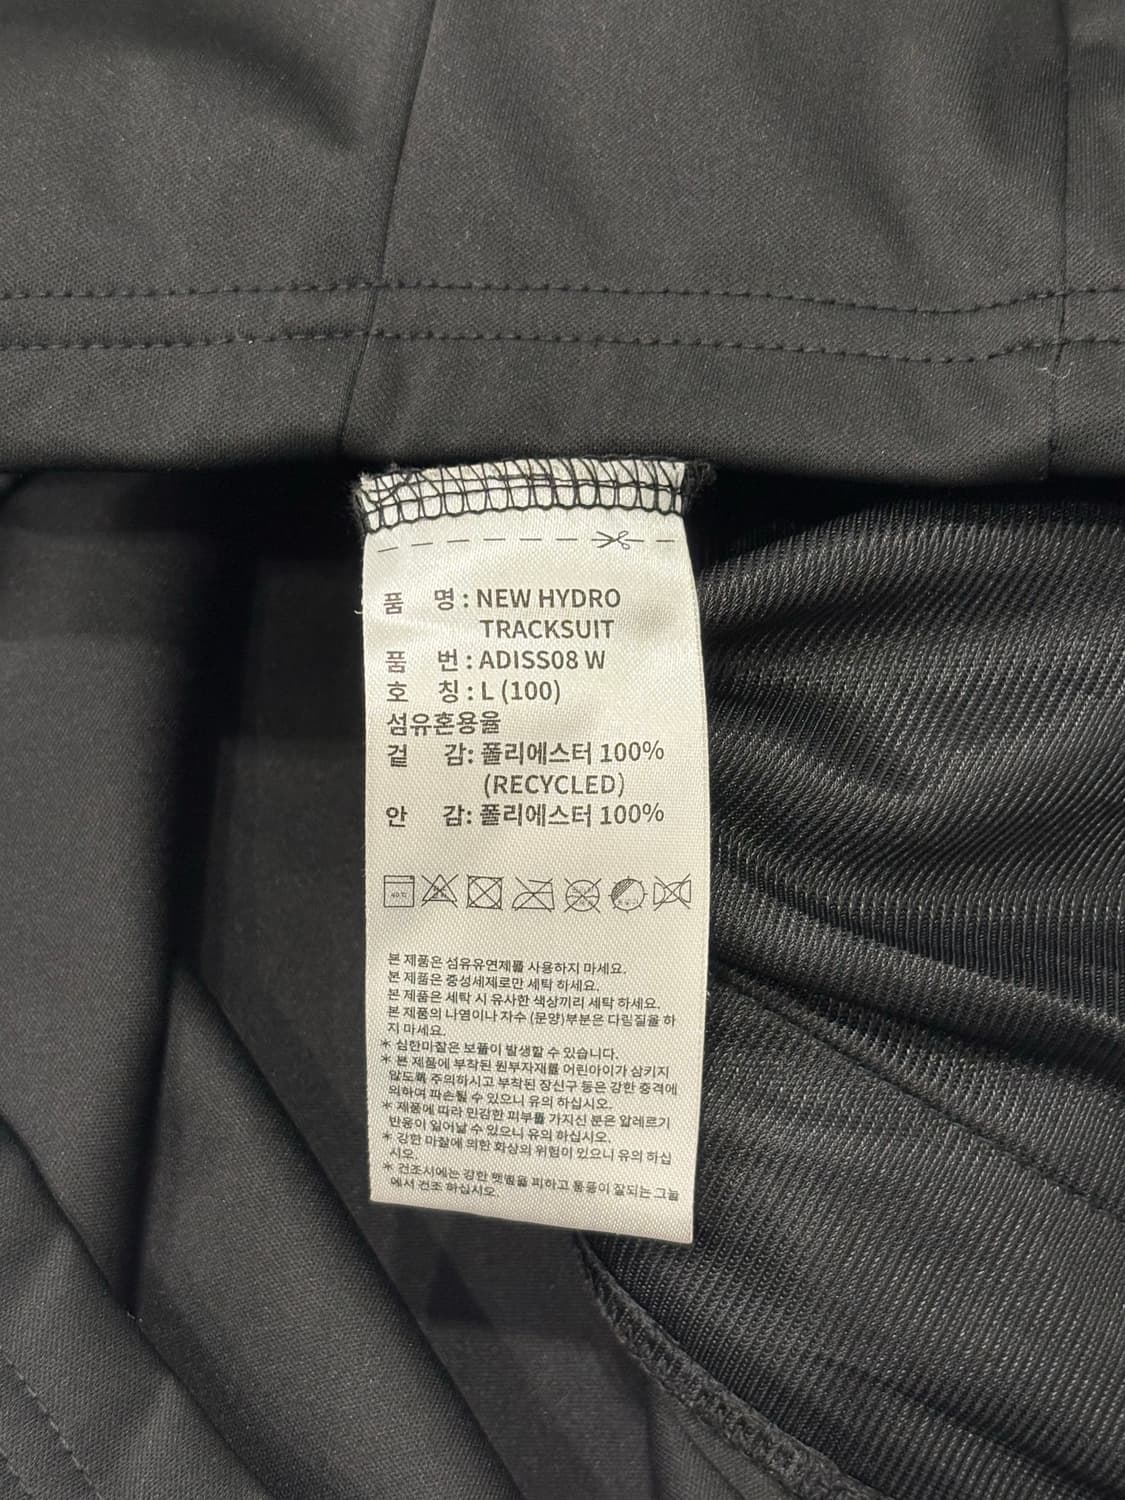 품 명 : NEW HYDRO
TRACKSUIT
품 번 : ADISS08 W
호 칭 : L (100)
섬유혼용율
겉 감: 폴리에스터 100%
(RECYCLED)
안 감: 폴리에스터 100%
본 제품은 섬유유연제를 사용하지 마세요.
본 제품은 중성세제로만 세탁 하세요.
본 제품은 세탁 시 유사한 색상끼리 세탁 하세요.
본 제품의 나염이나 자수 (문양)부분은 다림질을 하
지 마세요.
* 심한마찰은 보풀이 발생할 수 있습니다.
* 본 제품에 부착된 원부자재를 어린아이가 삼키지
않도록 주의하시고 부착된 장신구 등은 강한 충격에
의하여 파손될 수 있으니 유의 하십시오.
* 제품에 따라 민감한 피부를 가지신 분은 알레르기
반응이 일어날 수 있으니 유의 하십시오.
* 강한 마찰에 의한 화상의 위험이 있으니 유의 하십
시오.
* 건조시에는 강한 햇볕을 피하고 통풍이 잘되는 그늘
에서 건조 하십시오.